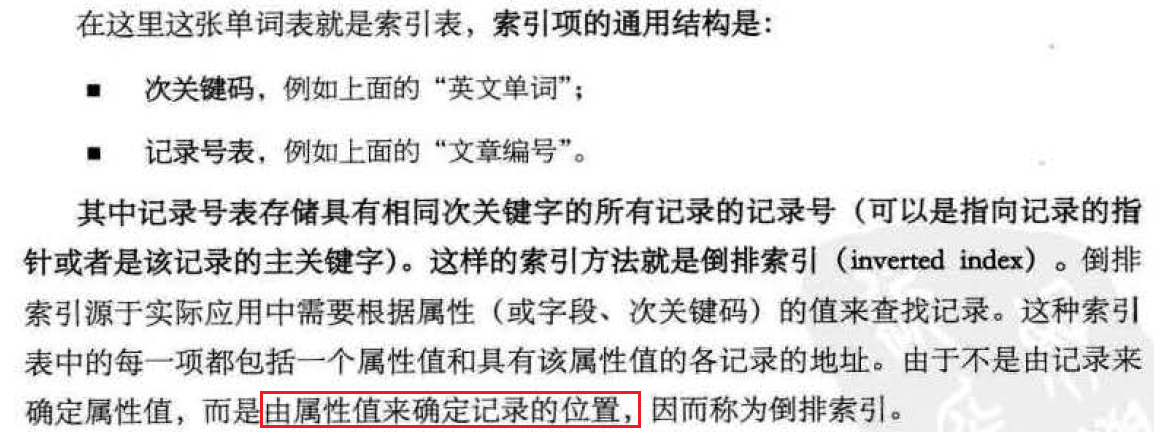 在这里这张单词表就是索引表，索引项的通用结构是：
■ 次关键码，例如上面的“英文单词”；
■ 记录号表，例如上面的“文章编号”。
其中记录号表存储具有相同次关键字的所有记录的记录号（可以是指向记录的指
针或者是该记录的主关键字）。这样的索引方法就是倒排索引（inverted index）。倒排
索引源于实际应用中需要根据属性（或字段、次关键码）的值来查找记录。这种索引
表中的每一项都包括一个属性值和具有该属性值的各记录的地址。由于不是由记录来
确定属性值，而是由属性值来确定记录的位置，因而称为倒排索引。